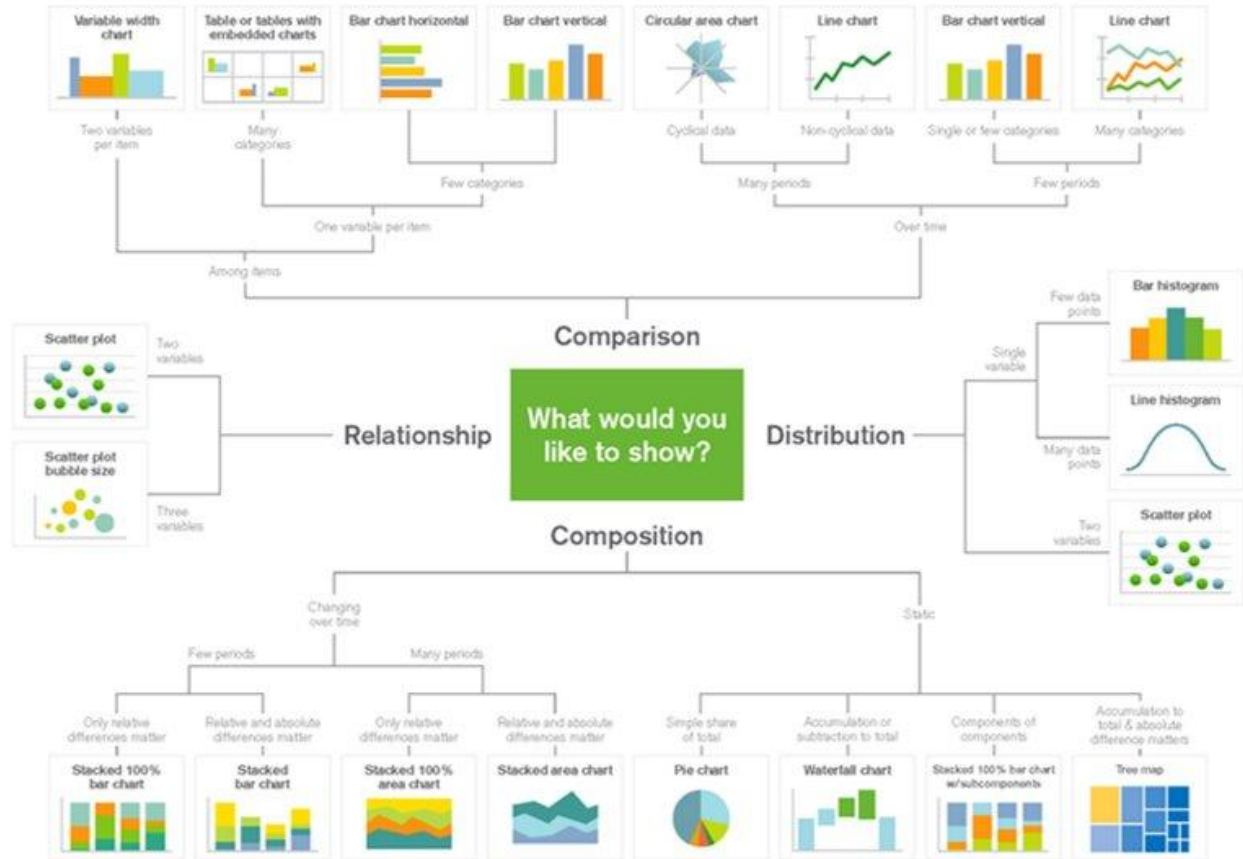 Variable width
chart
Table or tables with
embedded charts
Bar chart horizontal
Bar chart vertical
Circular area chart
Line chart
Bar chart vertical
Line chart
Two variables
per item
Many
categories
Cyclical data
Non-cyclical data
Single or few categories
Many categories
Few categories
Many periods
Few periods
One variable per item
Over time
Among items
Comparison
Scatter plot
Two
variables
Relationship
Scatter plot
bubble size
Three
variables
What would you
like to show?
Distribution
Few data
points
Bar histogram
Single
variable
Line histogram
Many data
points
Two
variables
Scatter plot
Composition
Changing
over time
Static
Few periods
Many periods
Only relative
differences matter
Relative and absolute
differences matter
Only relative
differences matter
Relative and absolute
differences matter
Simple share
of total
Accumulation or
subtraction to total
Components of
components
Accumulation to
total & absolute
difference matters
Stacked 100%
bar chart
Stacked
bar chart
Stacked 100%
area chart
Stacked area chart
Pie chart
Waterfall chart
Stacked 100% bar chart
w/subcomponents
Tree map